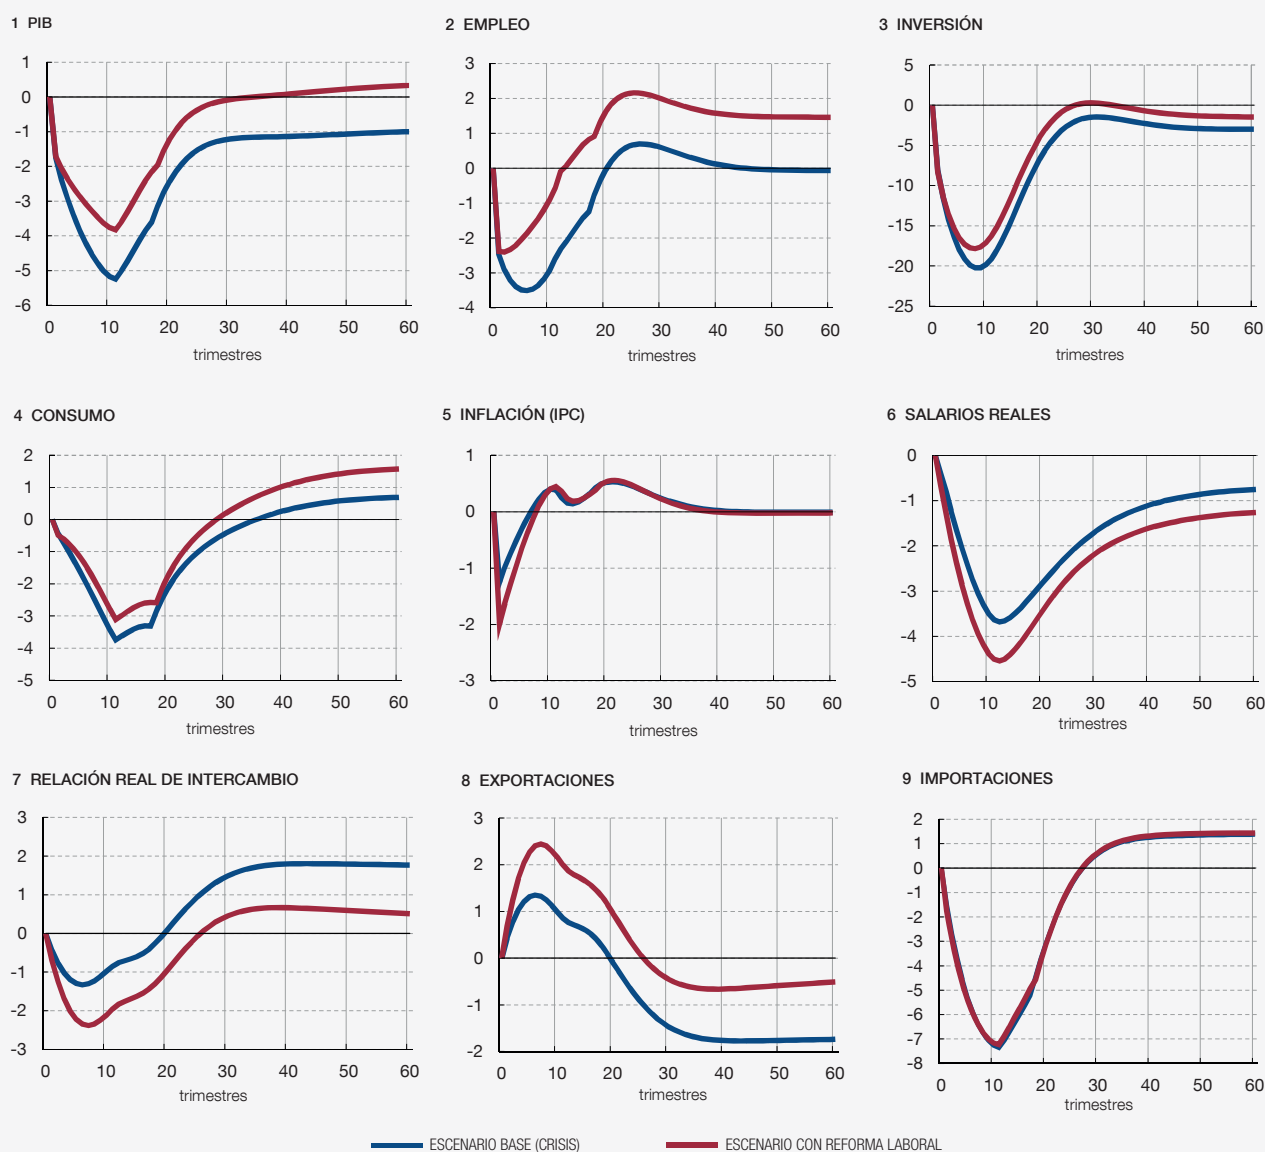 1 PIB
2 EMPLEO
3 INVERSIÓN
1
0
-1
-2
-3
-4
-5
-6
0 10 20 30 40 50 60
trimestres
3
2
1
0
-1
-2
-3
-4
0 10 20 30 40 50 60
trimestres
5
0
-5
-10
-15
-20
-25
0 10 20 30 40 50 60
trimestres
4 CONSUMO
5 INFLACIÓN (IPC)
6 SALARIOS REALES
2
1
0
-1
-2
-3
-4
-5
0 10 20 30 40 50 60
trimestres
1
0
-1
-2
-3
0 10 20 30 40 50 60
trimestres
0
-1
-2
-3
-4
-5
0 10 20 30 40 50 60
trimestres
7 RELACIÓN REAL DE INTERCAMBIO
8 EXPORTACIONES
9 IMPORTACIONES
3
2
1
0
-1
-2
-3
0 10 20 30 40 50 60
trimestres
3
2
1
0
-1
-2
0 10 20 30 40 50 60
trimestres
2
1
0
-1
-2
-3
-4
-5
-6
-7
-8
0 10 20 30 40 50 60
trimestres
ESCENARIO BASE (CRISIS)
ESCENARIO CON REFORMA LABORAL